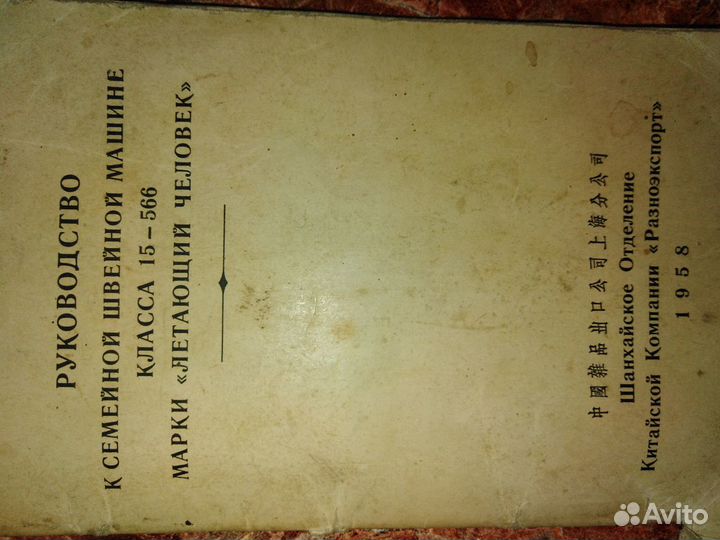 РУКОВОДСТВО
К СЕМЕЙНОЙ ШВЕЙНОЙ МАШИНЕ
КЛАССА 15-566
МАРКИ «ЛЕТАЮЩИЙ ЧЕЛОВЕК»
中國雜品出口公司上海分公司
Шанхайское Отделение
Китайской Компании «Разноэкспорт»
1958
Avito